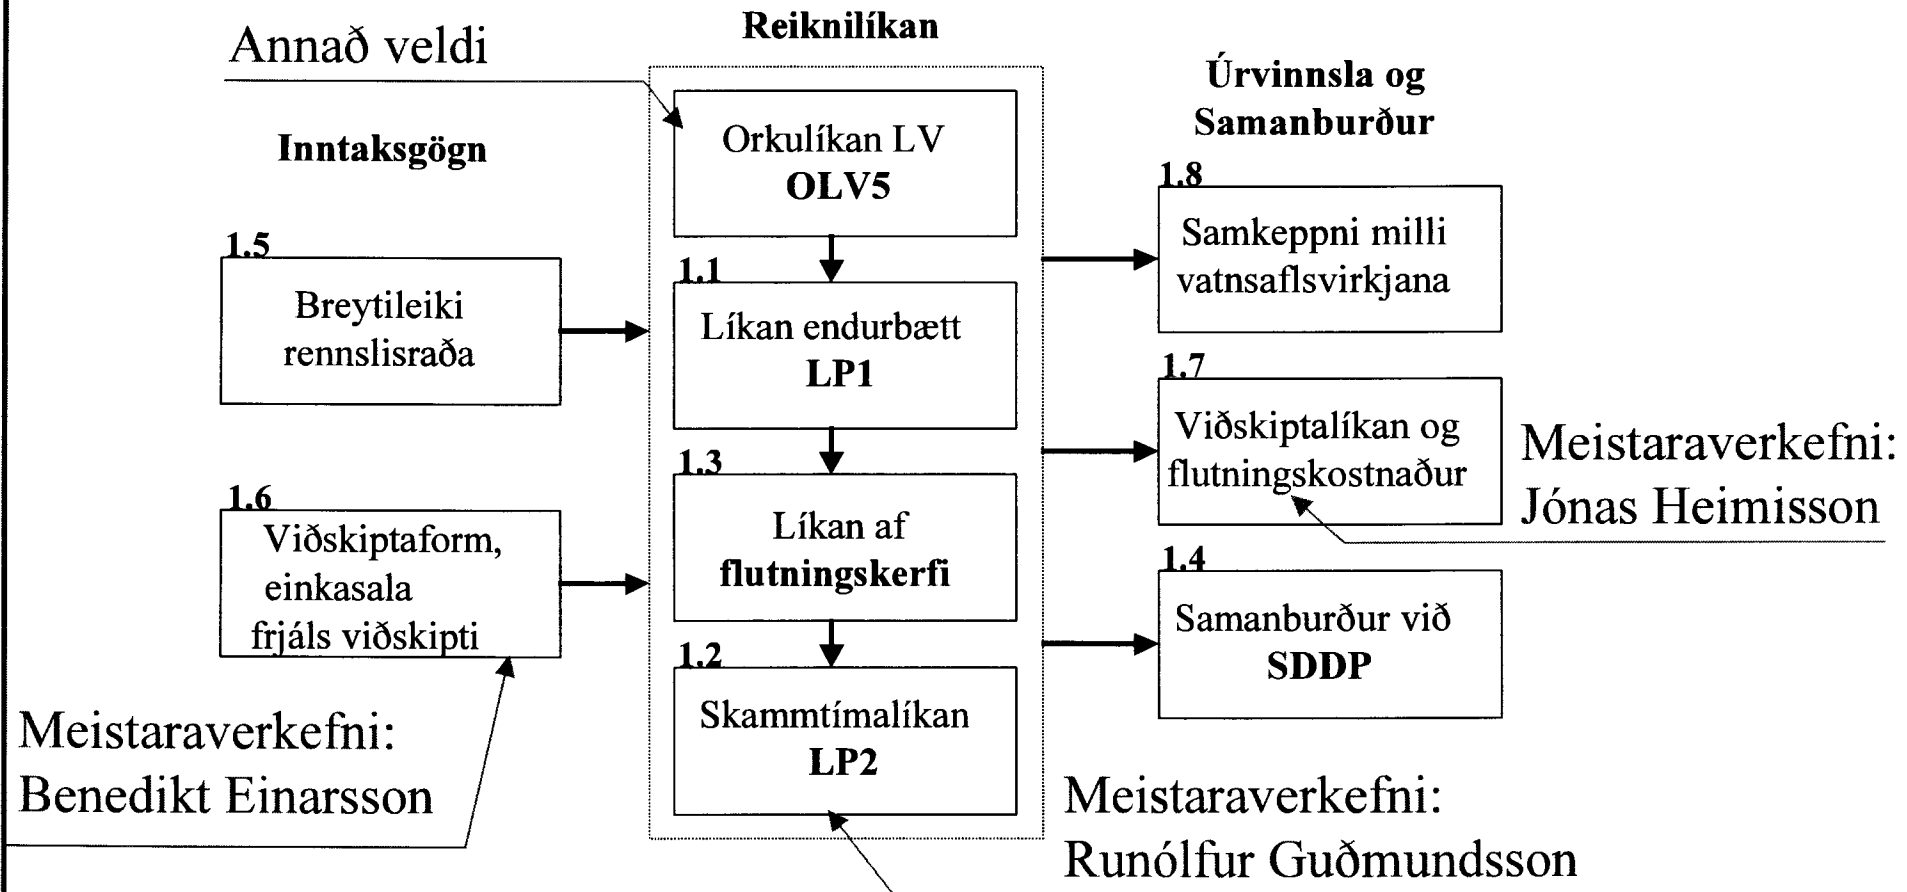 Annað veldi
Reiknilíkan
Úrvinnsla og
Samanburður
Inntaksgögn
Orkulíkan LV
OLV5
1.5
Breytileiki
rennslisraða
1.6
Viðskiptaform,
einkasala
frjáls viðskipti
Meistaraverkefni:
Benedikt Einarsson
1.1
Líkan endurbætt
LP1
1.3
Líkan af
flutningskerfi
1.2
Skammtímalíkan
LP2
1.8
Samkeppni milli
vatnsaflsvirkjana
1.7
Viðskiptalíkan og
flutningskostnaður
Meistaraverkefni:
Jónas Heimisson
1.4
Samanburður við
SDDP
Meistaraverkefni:
Runólfur Guðmundsson